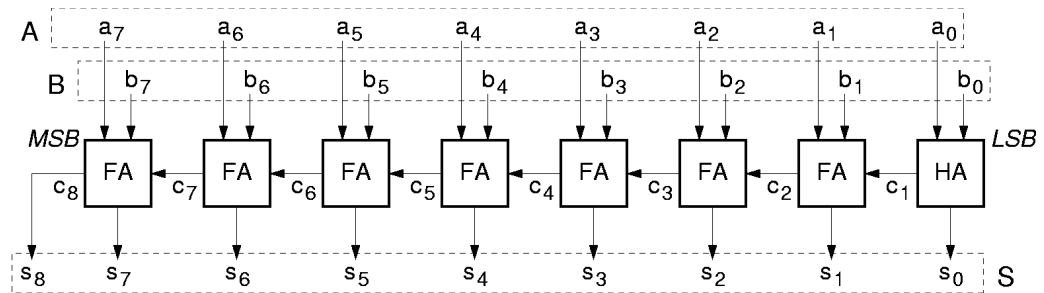 A a₇ a₆ a₅ a₄ a₃ a₂ a₁ a₀
B b₇ b₆ b₅ b₄ b₃ b₂ b₁ b₀
MSB LSB
FA FA FA FA FA FA FA HA
c₈ c₇ c₆ c₅ c₄ c₃ c₂ c₁
s₈ s₇ s₆ s₅ s₄ s₃ s₂ s₁ s₀ S